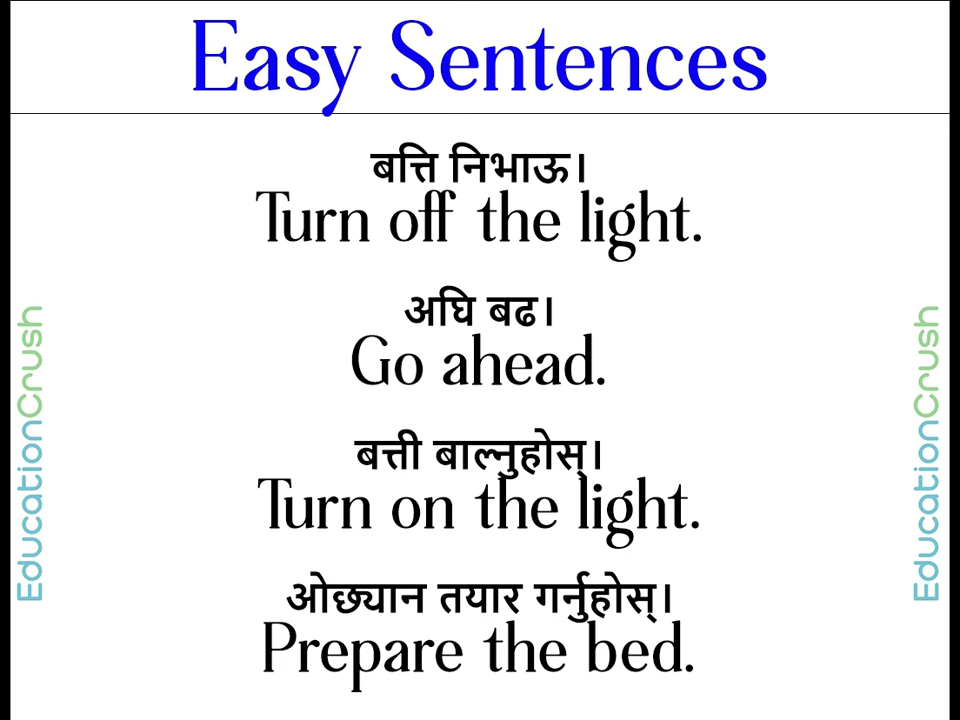 Easy Sentences
बत्ति निभाऊ।
Turn off the light.
अघि बढ।
Go ahead.
बत्ती बाल्नुहोस्।
Turn on the light.
ओछ्यान तयार गर्नुहोस्।
Prepare the bed.
EducationCrush
EducationCrush